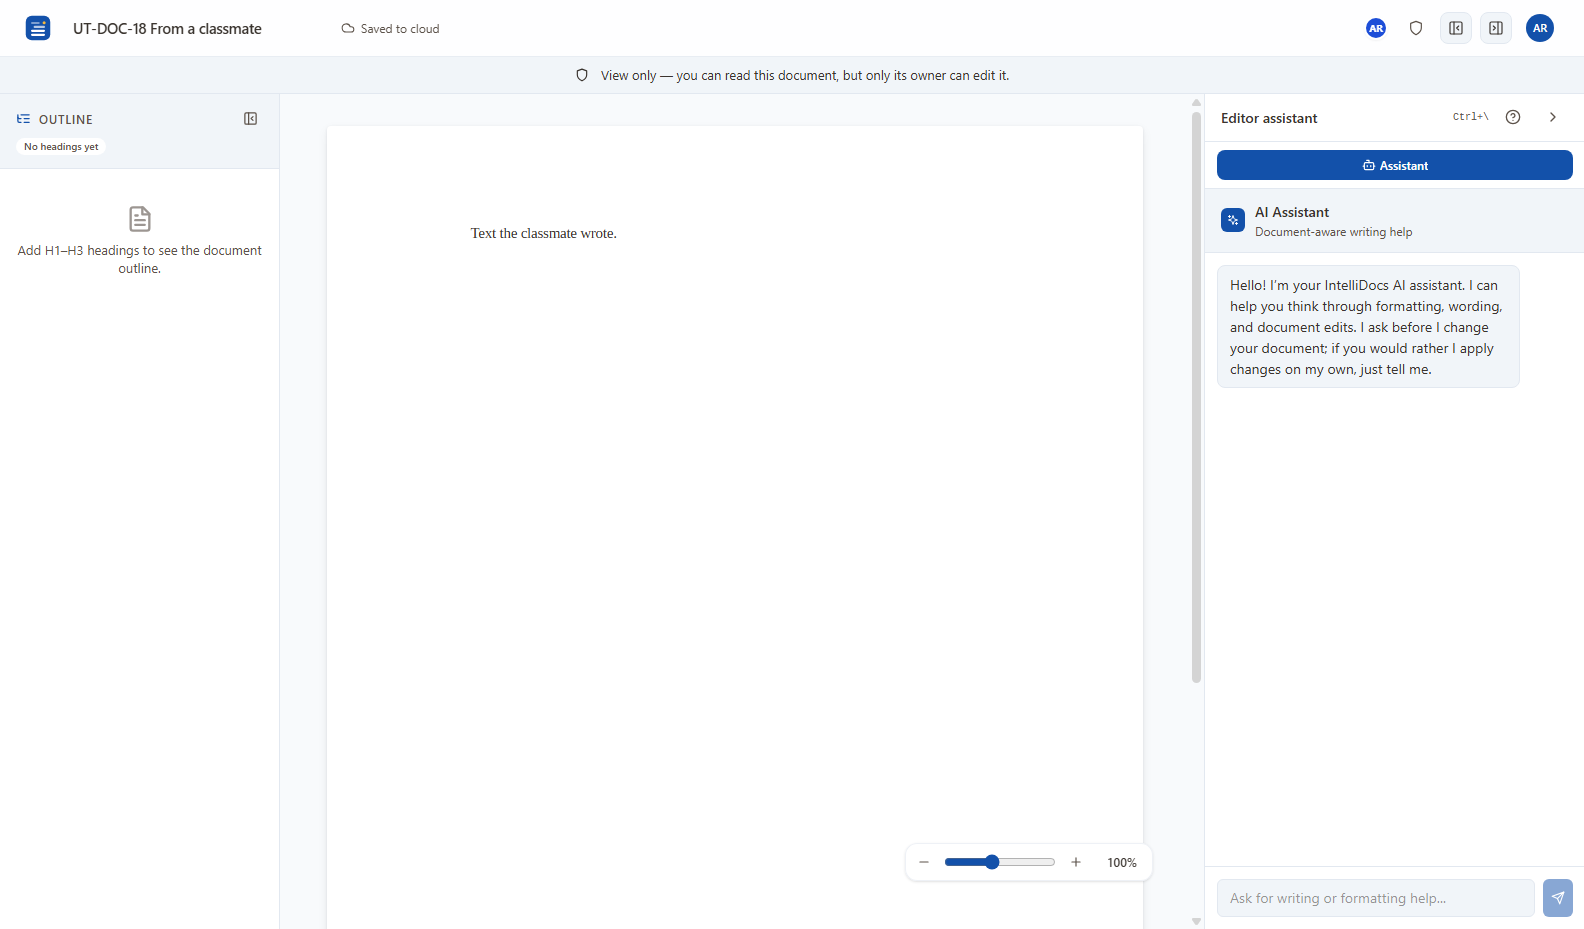 UT-DOC-18 From a classmate
Saved to cloud
AR
AR
View only — you can read this document, but only its owner can edit it.
OUTLINE
No headings yet
Add H1–H3 headings to see the document
outline.
Text the classmate wrote.
100%
Editor assistant
Ctrl+\
Assistant
AI Assistant
Document-aware writing help
Hello! I'm your IntelliDocs AI assistant. I can
help you think through formatting, wording,
and document edits. I ask before I change
your document; if you would rather I apply
changes on my own, just tell me.
Ask for writing or formatting help...